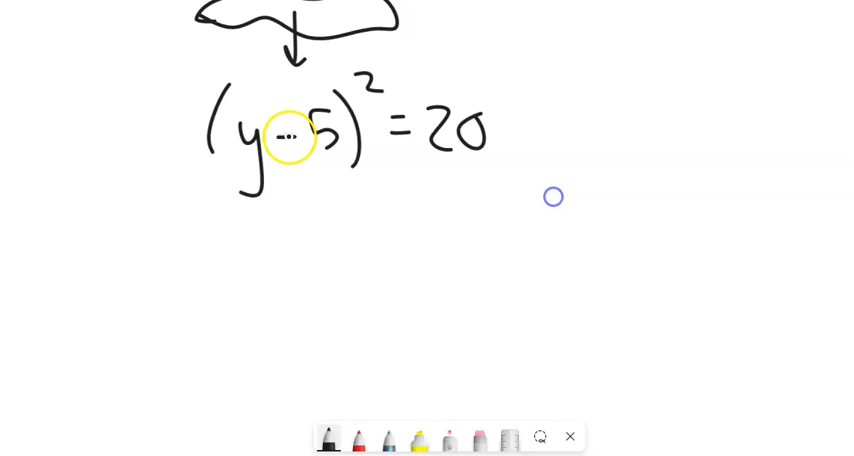 (y - 5)² = 20